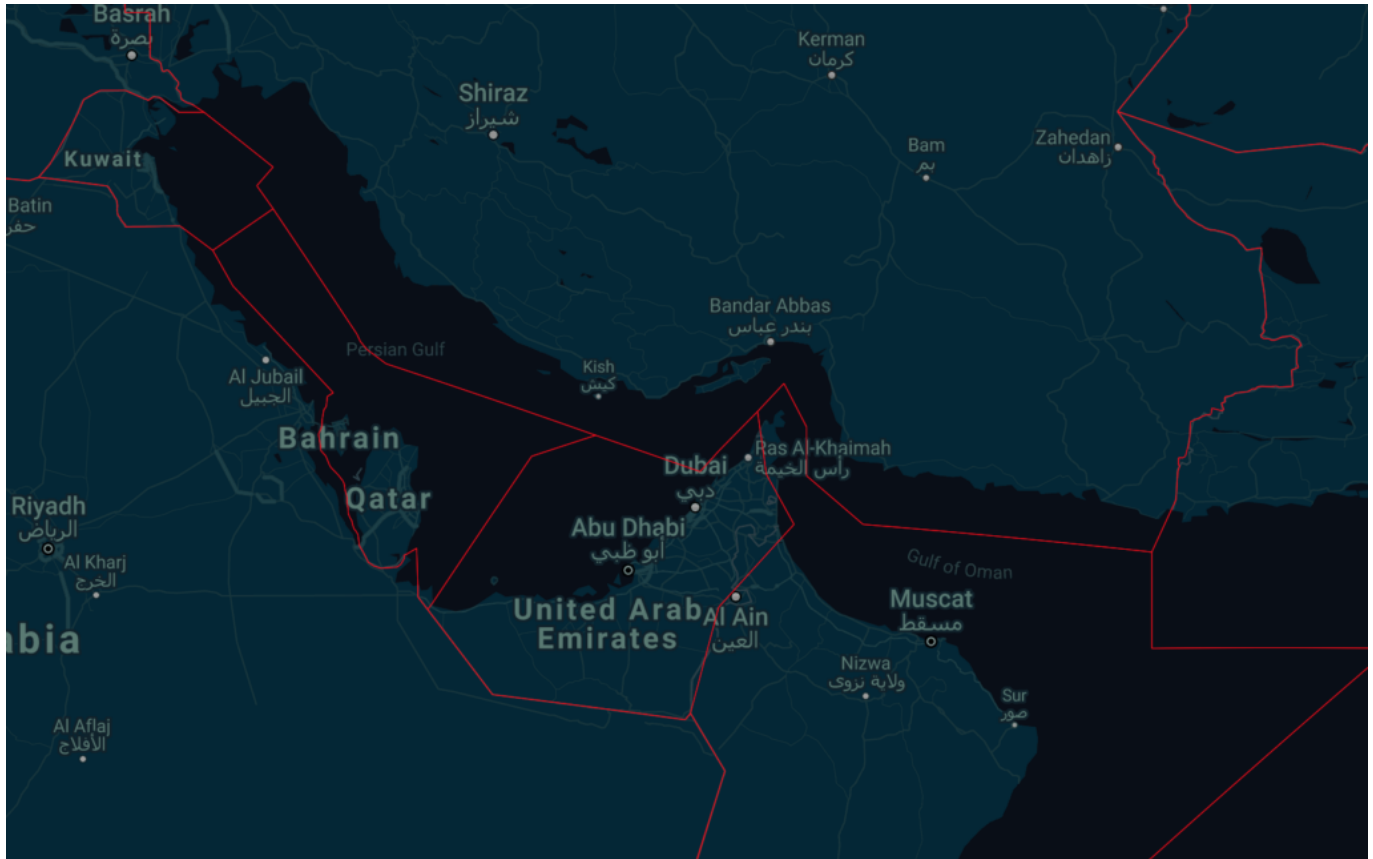 Basrah
بصرة
Kerman
كرمان
Shiraz
شیراز
Zahedan
زاهدان
Bam
بم
Kuwait
Batin
حفر
Bandar Abbas
بندر عباس
Persian Gulf
Kish
کیش
Al Jubail
الجبيل
Bahrain
Ras Al-Khaimah
رأس الخيمة
Dubai
دبي
Qatar
Riyadh
الرياض
Abu Dhabi
أبو ظبي
Al Kharj
الخرج
Gulf of Oman
United Arab
Emirates
Al Ain
العين
Muscat
مسقط
abia
Nizwa
ولاية نزوى
Sur
صور
Al Aflaj
الأفلاج